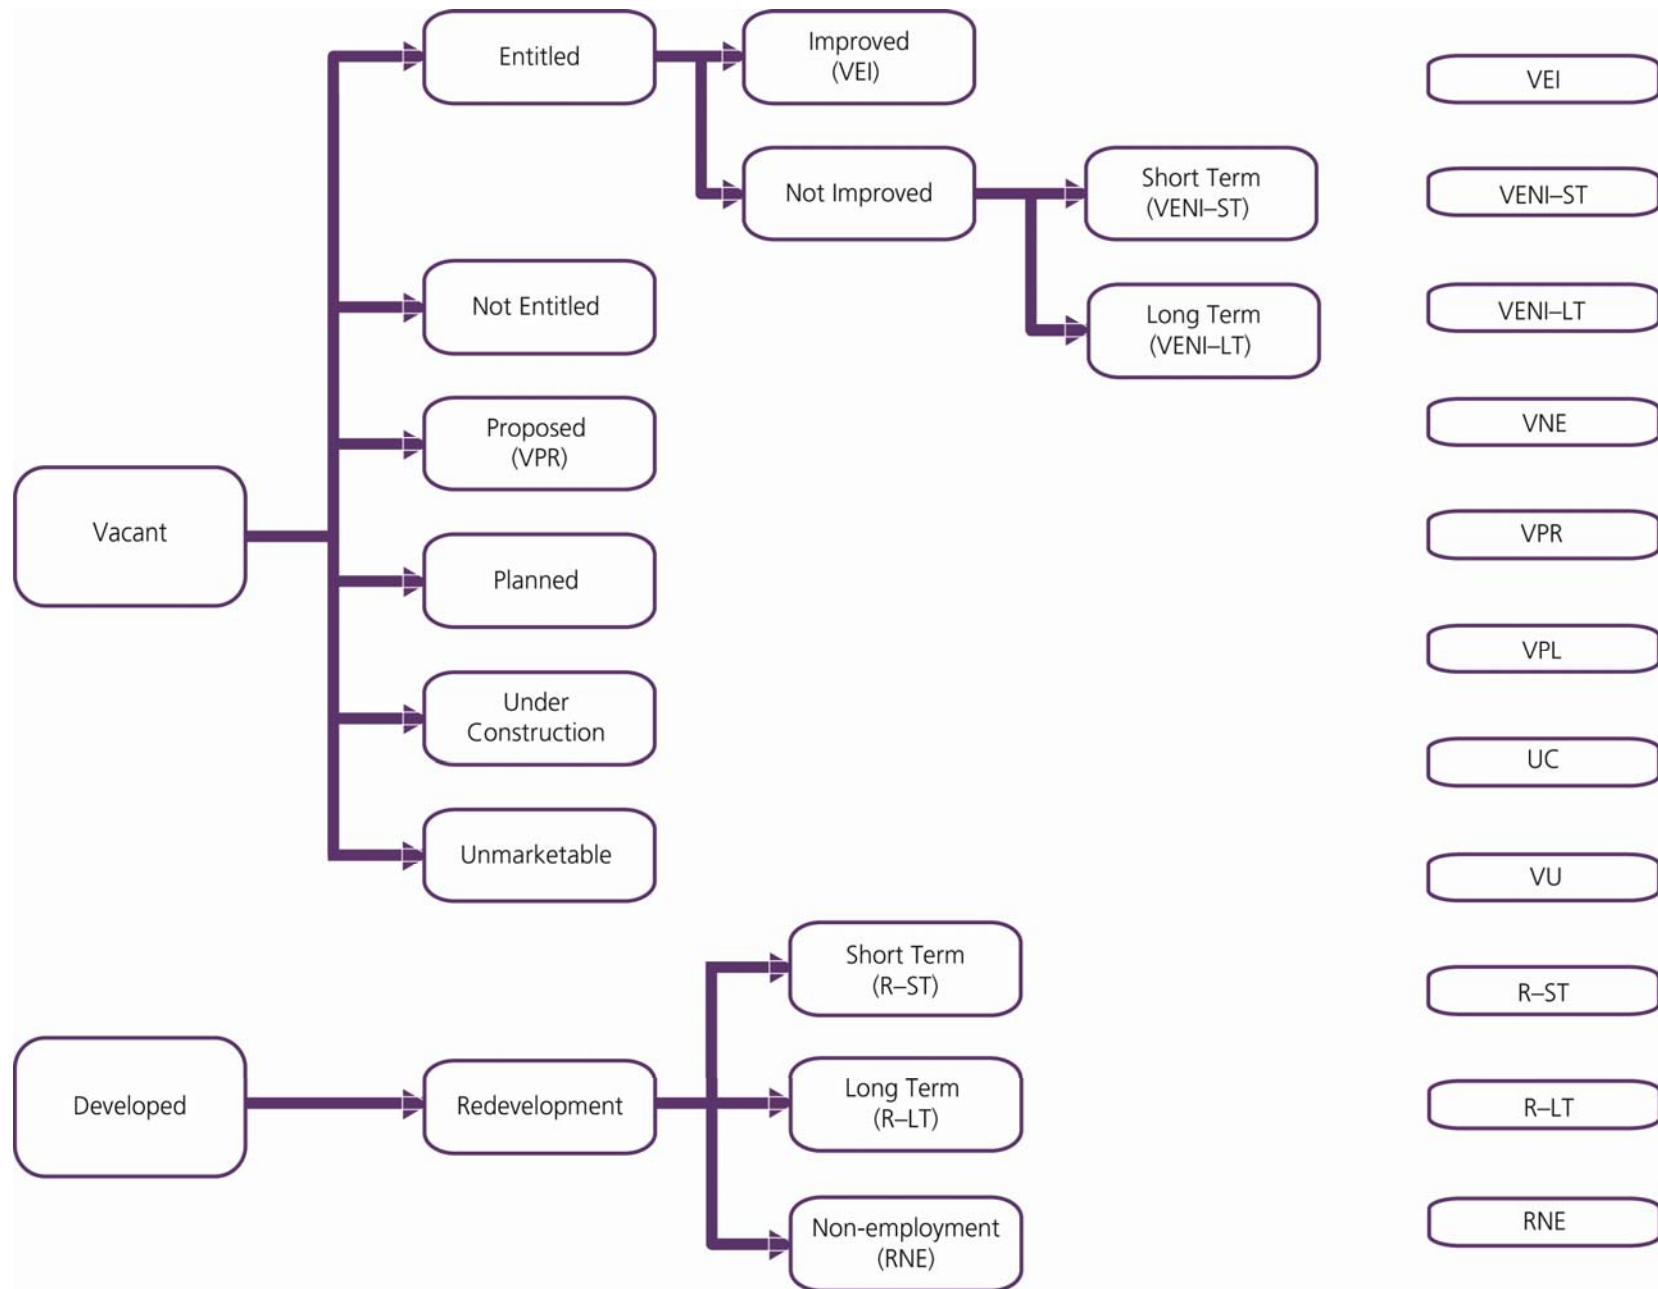 Entitled
Improved
(VEI)
VEI
Not Improved
Short Term
(VENI–ST)
VENI–ST
Not Entitled
Long Term
(VENI–LT)
VENI–LT
Proposed
(VPR)
VNE
Vacant
VPR
Planned
VPL
Under
Construction
UC
Unmarketable
VU
Short Term
(R–ST)
R–ST
Developed
Redevelopment
Long Term
(R–LT)
R–LT
Non-employment
(RNE)
RNE